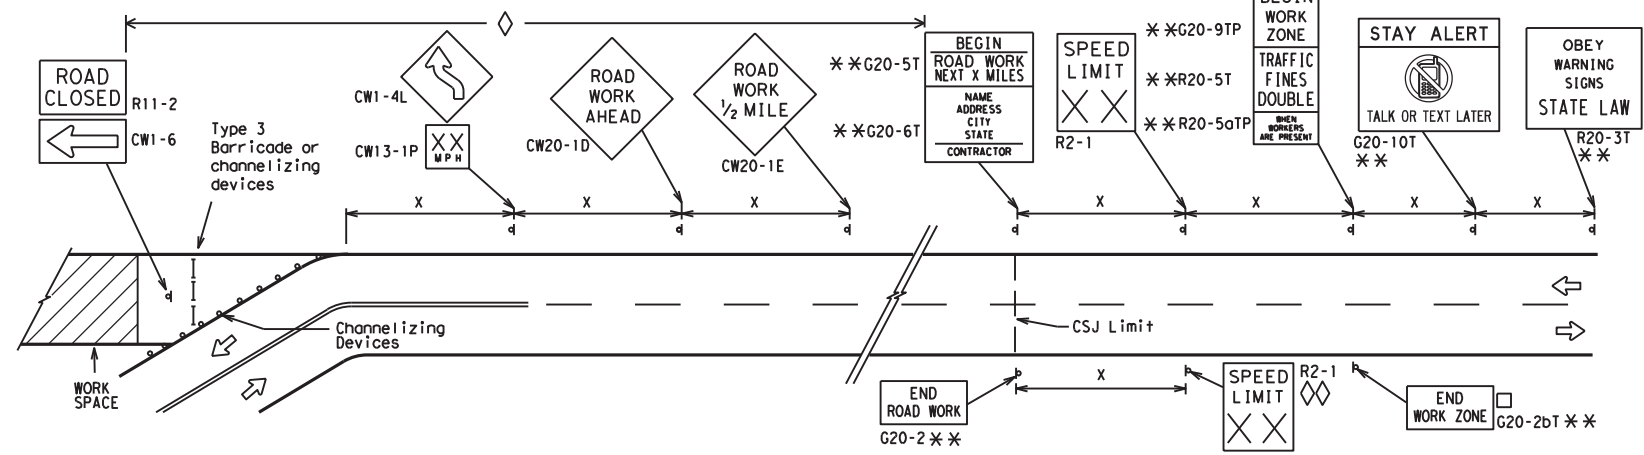 ROAD
CLOSED
R11-2
CW1-6
Type 3
Barricade or
channelizing
devices
CW1-4L
XX
MPH
CW13-1P
ROAD
WORK
AHEAD
CW20-1D
ROAD
WORK
1/2 MILE
CW20-1E
**G20-5T
BEGIN
ROAD WORK
NEXT X MILES
**G20-6T
NAME
ADDRESS
CITY
STATE
CONTRACTOR
SPEED
LIMIT
XX
R2-1
**G20-9TP
BEGIN
WORK
ZONE
**R20-5T
TRAFFIC
FINES
DOUBLE
**R20-5aTP
WHEN
WORKERS
ARE PRESENT
STAY ALERT
TALK OR TEXT LATER
G20-10T
**
OBEY
WARNING
SIGNS
STATE LAW
R20-3T
**
X
X
X
X
X
X
X
Channelizing
Devices
CSJ Limit
WORK
SPACE
END
ROAD WORK
G20-2**
X
SPEED
LIMIT
XX
R2-1
END
WORK ZONE
G20-2bT **